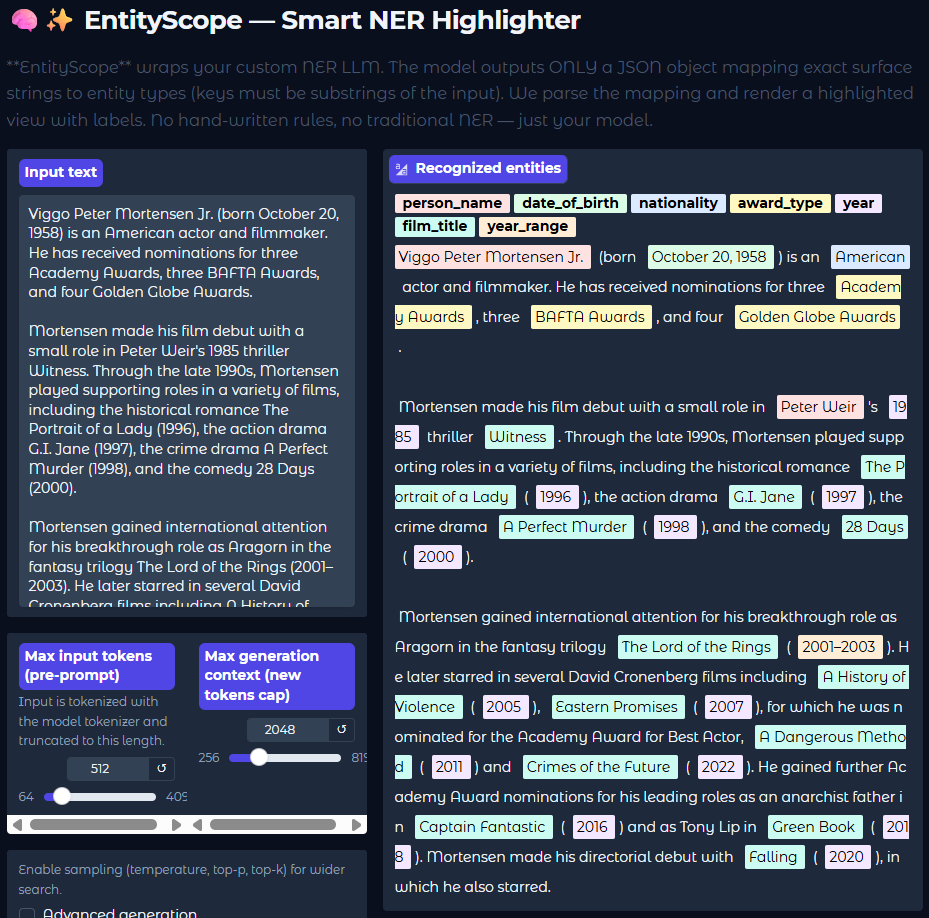 🧠✨ EntityScope — Smart NER Highlighter
**EntityScope** wraps your custom NER LLM. The model outputs ONLY a JSON object mapping exact surface
strings to entity types (keys must be substrings of the input). We parse the mapping and render a highlighted
view with labels. No hand-written rules, no traditional NER — just your model.
Input text
Viggo Peter Mortensen Jr. (born October 20,
1958) is an American actor and filmmaker.
He has received nominations for three
Academy Awards, three BAFTA Awards,
and four Golden Globe Awards.
Mortensen made his film debut with a
small role in Peter Weir's 1985 thriller
Witness. Through the late 1990s, Mortensen
played supporting roles in a variety of films,
including the historical romance The
Portrait of a Lady (1996), the action drama
G.I. Jane (1997), the crime drama A Perfect
Murder (1998), and the comedy 28 Days
(2000).
Mortensen gained international attention
for his breakthrough role as Aragorn in the
fantasy trilogy The Lord of the Rings (2001–
2003). He later starred in several David
Cronenberg films including A History of
Max input tokens
(pre-prompt)
Input is tokenized with
the model tokenizer and
truncated to this length.
512 ↺
64 409
Max generation
context (new
tokens cap)
2048 ↺
256 819
Enable sampling (temperature, top-p, top-k) for wider
search.
Advanced generation
Recognized entities
person_name date_of_birth nationality award_type year
film_title year_range
Viggo Peter Mortensen Jr. (born October 20, 1958 ) is an American
actor and filmmaker. He has received nominations for three Academ
y Awards , three BAFTA Awards , and four Golden Globe Awards
.
Mortensen made his film debut with a small role in Peter Weir 's 19
85 thriller Witness . Through the late 1990s, Mortensen played supp
orting roles in a variety of films, including the historical romance The P
ortrait of a Lady ( 1996 ), the action drama G.I. Jane ( 1997 ), the
crime drama A Perfect Murder ( 1998 ), and the comedy 28 Days
( 2000 ).
Mortensen gained international attention for his breakthrough role as
Aragorn in the fantasy trilogy The Lord of the Rings ( 2001–2003 ). H
e later starred in several David Cronenberg films including A History of
Violence ( 2005 ), Eastern Promises ( 2007 ), for which he was n
ominated for the Academy Award for Best Actor, A Dangerous Metho
d ( 2011 ) and Crimes of the Future ( 2022 ). He gained further Ac
ademy Award nominations for his leading roles as an anarchist father i
n Captain Fantastic ( 2016 ) and as Tony Lip in Green Book ( 201
8 ). Mortensen made his directorial debut with Falling ( 2020 ), in
which he also starred.